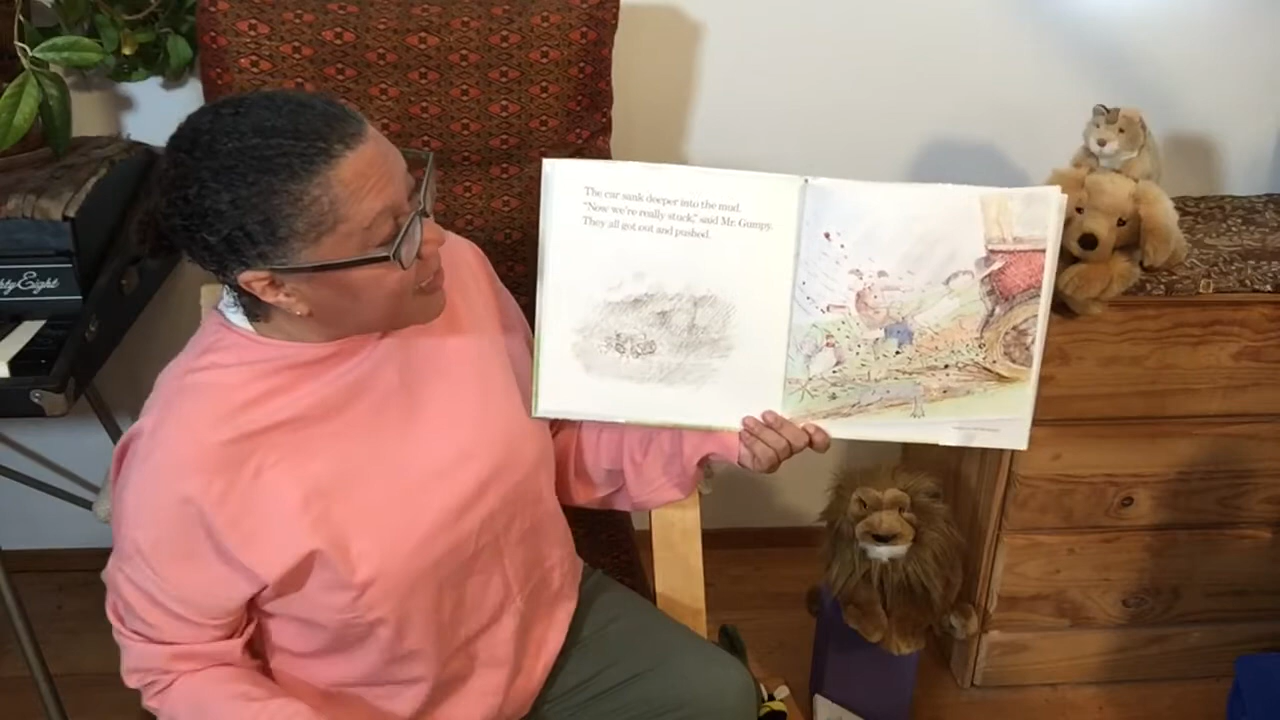 The car sank deeper into the mud.
"Now we're really stuck," said Mr. Gumpy.
They all got out and pushed.
Eight